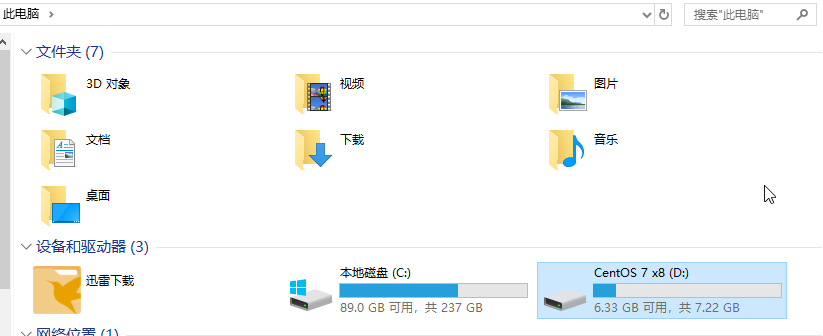 此电脑
搜索"此电脑"
文件夹 (7)
3D 对象
视频
图片
文档
下载
音乐
桌面
设备和驱动器 (3)
迅雷下载
本地磁盘 (C:)
89.0 GB 可用，共 237 GB
CentOS 7 x8 (D:)
6.33 GB 可用，共 7.22 GB
网络位置 (1)